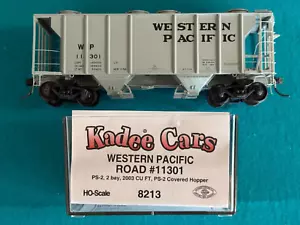 WESTERN
PACIFIC
WP
11301
Kadee Cars
WESTERN PACIFIC
ROAD #11301
PS-2, 2 bay, 2003 CU FT, PS-2 Covered Hopper
HO-Scale
8213